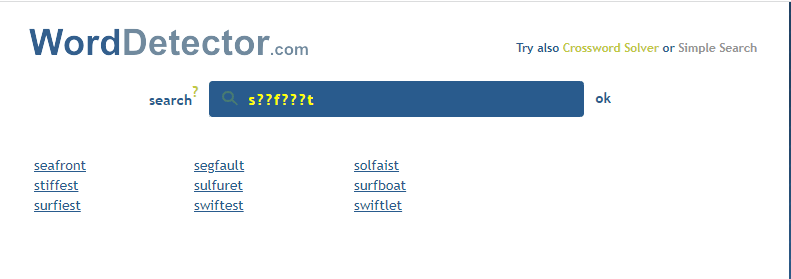 WordDetector.com
Try also Crossword Solver or Simple Search
search? s??f???t ok
seafront segfault solfaist
stiffest sulfuret surfboat
surfiest swiftest swiftlet